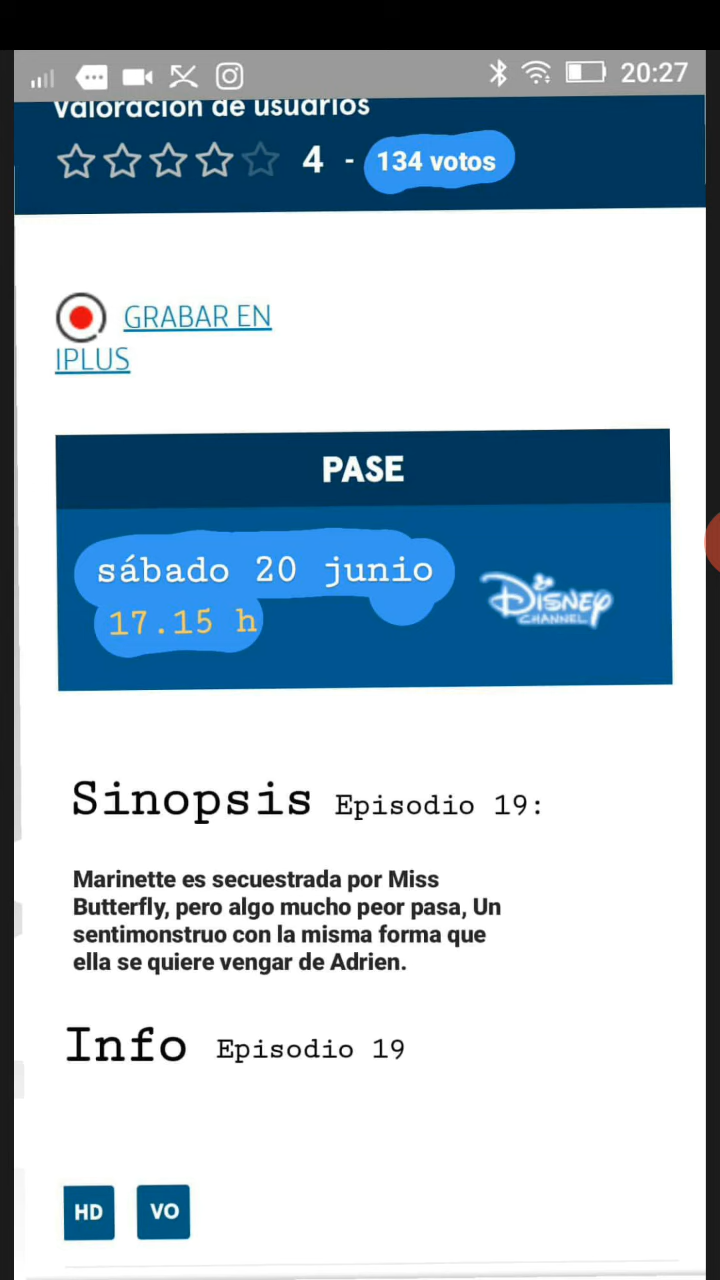 20:27
Valoración de usuarios
4 - 134 votos
GRABAR EN
IPLUS
PASE
sábado 20 junio
17.15 h
DISNEY
CHANNEL
Sinopsis Episodio 19:
Marinette es secuestrada por Miss
Butterfly, pero algo mucho peor pasa, Un
sentimonstruo con la misma forma que
ella se quiere vengar de Adrien.
Info Episodio 19
HD VO